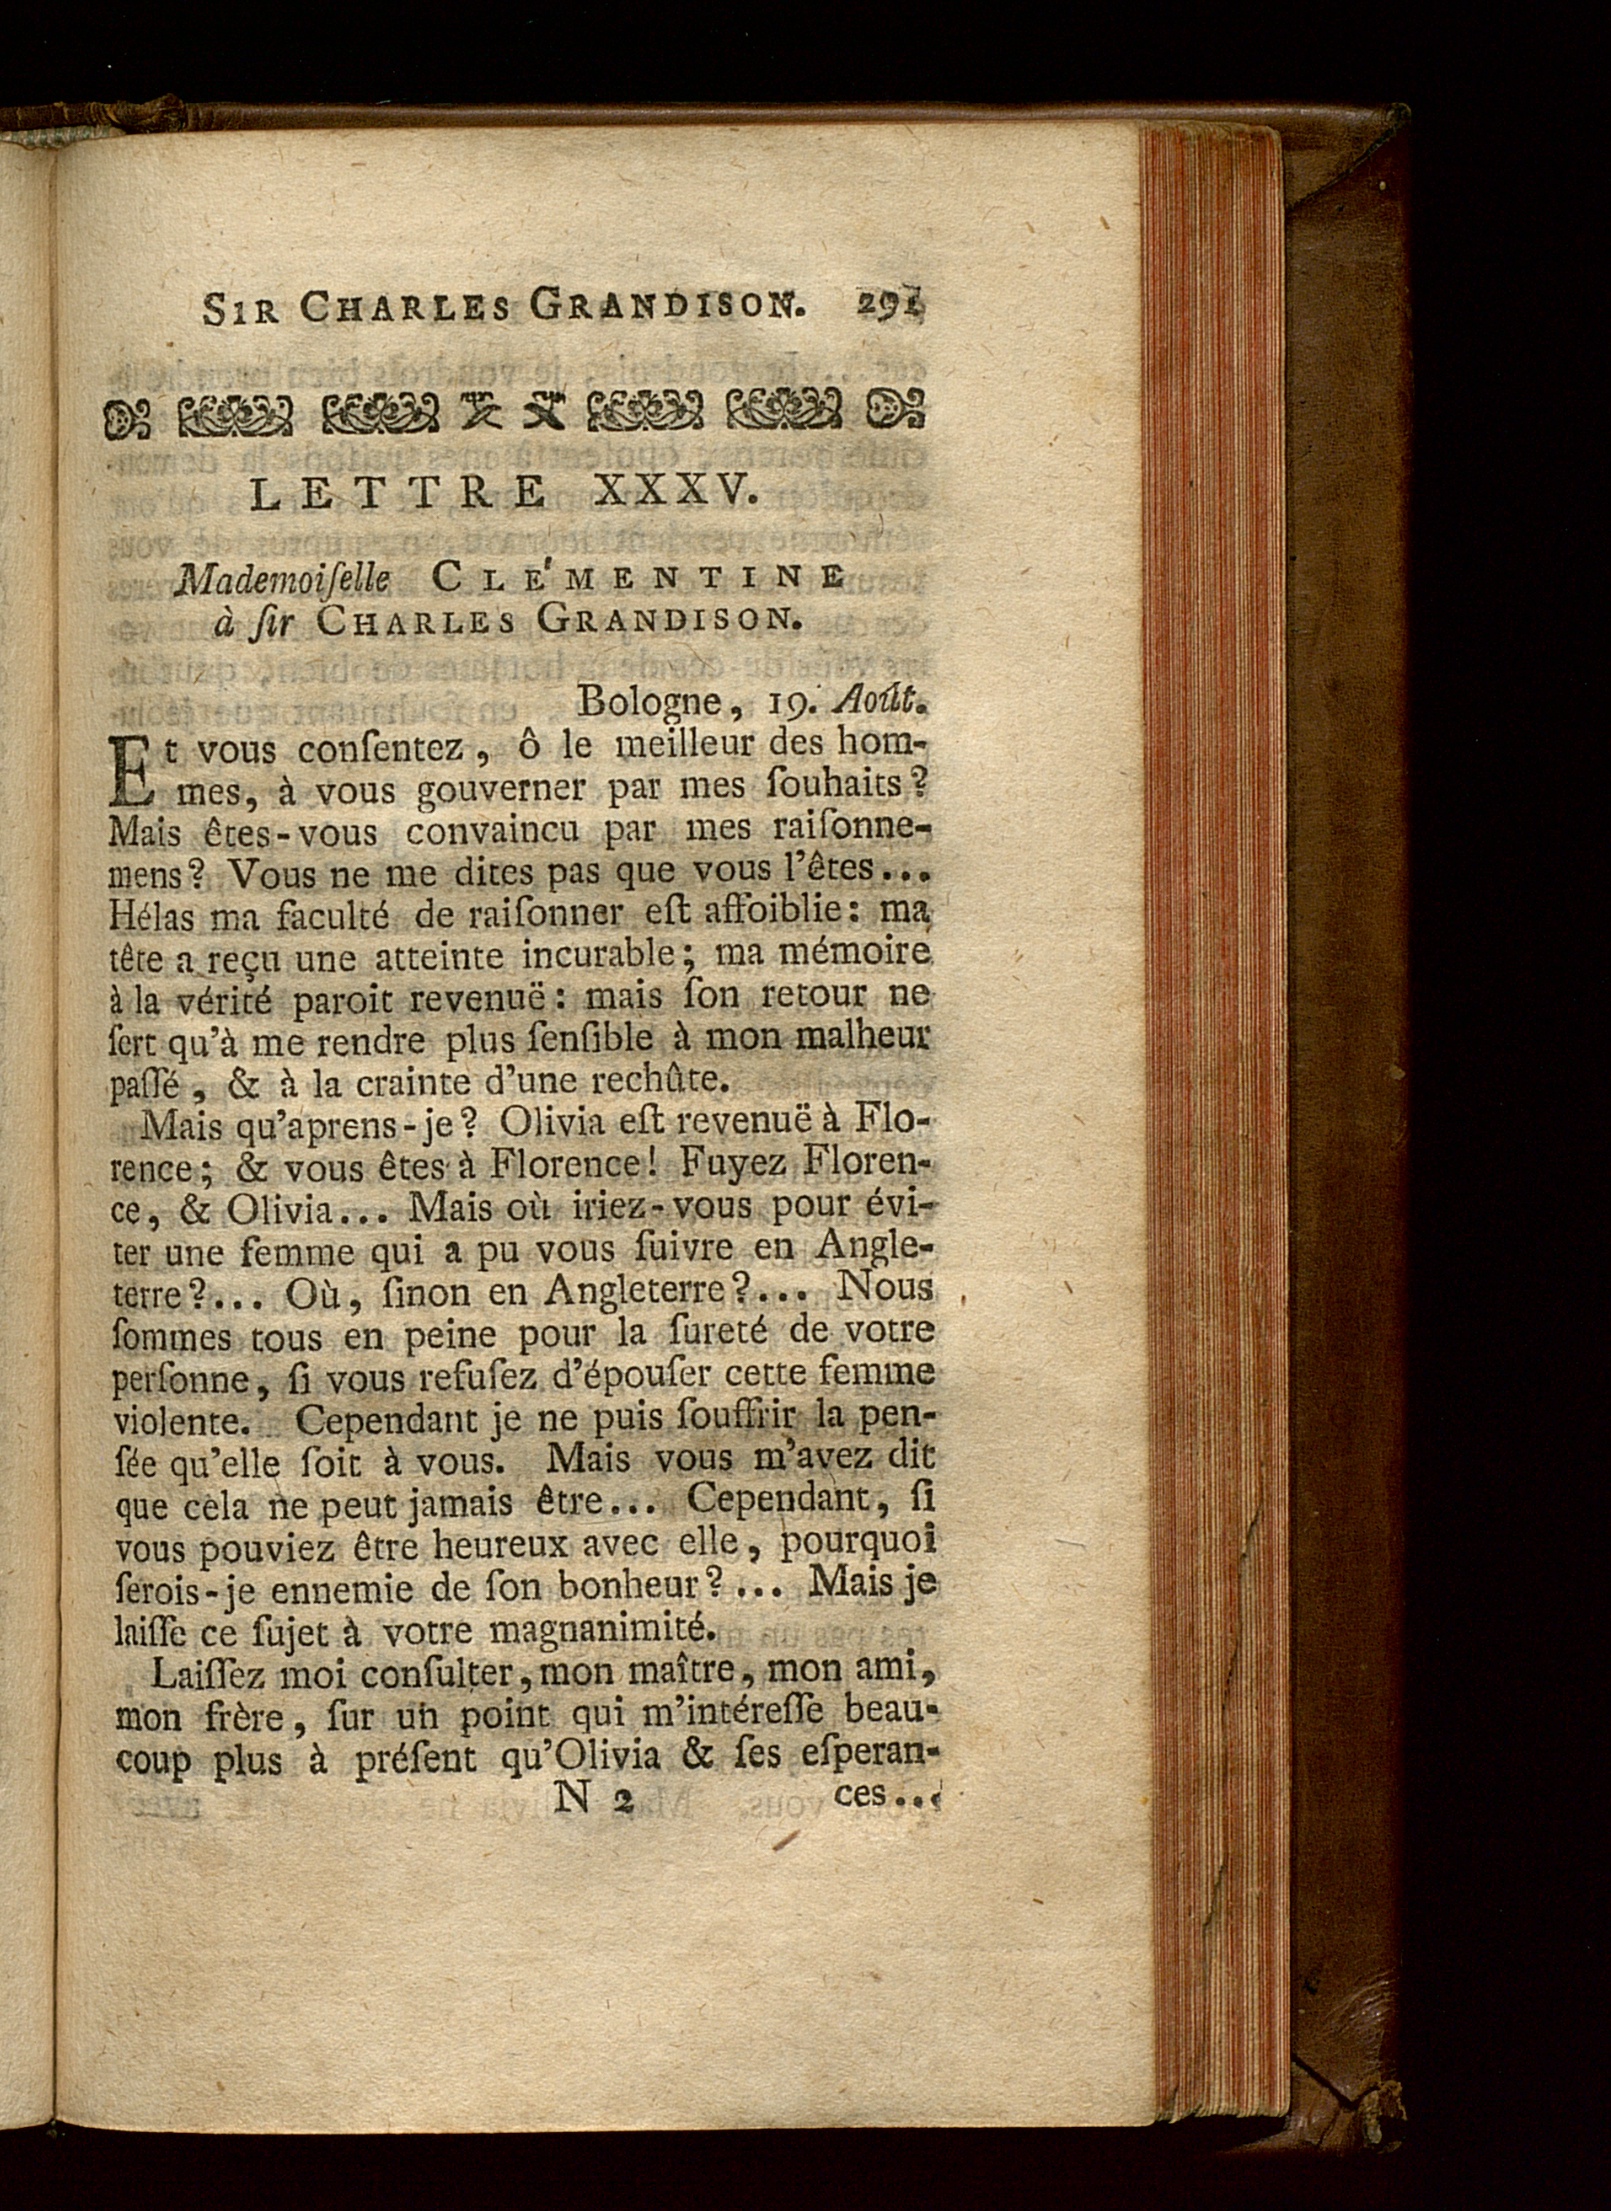 SIR CHARLES GRANDISON. 291
LETTRE XXXV.
Mademoiſelle CLÉMENTINE
à ſir CHARLES GRANDISON.
Bologne, 19. Août.
Et vous conſentez, ô le meilleur des hom-
mes, à vous gouverner par mes ſouhaits?
Mais êtes-vous convaincu par mes raiſonne-
mens? Vous ne me dites pas que vous l'êtes...
Hélas ma faculté de raiſonner eſt affoiblie: ma
tête a reçu une atteinte incurable; ma mémoire
à la vérité paroit revenuë: mais ſon retour ne
ſert qu'à me rendre plus ſenſible à mon malheur
paſſé, & à la crainte d'une rechûte.
Mais qu'aprens-je? Olivia eſt revenuë à Flo-
rence; & vous êtes à Florence! Fuyez Floren-
ce, & Olivia... Mais où iriez-vous pour évi-
ter une femme qui a pu vous ſuivre en Angle-
terre?... Où, ſinon en Angleterre?... Nous
ſommes tous en peine pour la ſureté de votre
perſonne, ſi vous refuſez d'épouſer cette femme
violente. Cependant je ne puis ſouffrir la pen-
ſée qu'elle ſoit à vous. Mais vous m'avez dit
que cela ne peut jamais être... Cependant, ſi
vous pouviez être heureux avec elle, pourquoi
ſerois-je ennemie de ſon bonheur?... Mais je
laiſſe ce ſujet à votre magnanimité.
Laiſſez moi conſulter, mon maître, mon ami,
mon frère, ſur un point qui m'intéreſſe beau-
coup plus à préſent qu'Olivia & ſes eſperan-
N 2 ces...